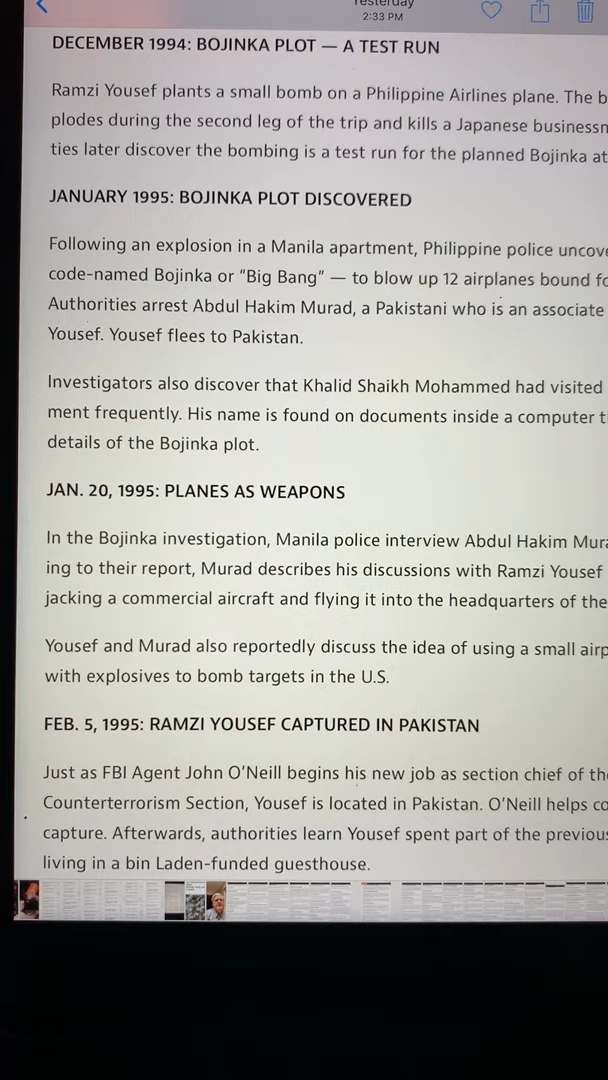 Yesterday
2:33 PM
DECEMBER 1994: BOJINKA PLOT — A TEST RUN
Ramzi Yousef plants a small bomb on a Philippine Airlines plane. The b
plodes during the second leg of the trip and kills a Japanese businessm
ties later discover the bombing is a test run for the planned Bojinka at
JANUARY 1995: BOJINKA PLOT DISCOVERED
Following an explosion in a Manila apartment, Philippine police uncove
code-named Bojinka or “Big Bang” — to blow up 12 airplanes bound fo
Authorities arrest Abdul Hakim Murad, a Pakistani who is an associate
Yousef. Yousef flees to Pakistan.
Investigators also discover that Khalid Shaikh Mohammed had visited
ment frequently. His name is found on documents inside a computer t
details of the Bojinka plot.
JAN. 20, 1995: PLANES AS WEAPONS
In the Bojinka investigation, Manila police interview Abdul Hakim Mura
ing to their report, Murad describes his discussions with Ramzi Yousef
jacking a commercial aircraft and flying it into the headquarters of the
Yousef and Murad also reportedly discuss the idea of using a small airp
with explosives to bomb targets in the U.S.
FEB. 5, 1995: RAMZI YOUSEF CAPTURED IN PAKISTAN
Just as FBI Agent John O’Neill begins his new job as section chief of the
Counterterrorism Section, Yousef is located in Pakistan. O’Neill helps co
capture. Afterwards, authorities learn Yousef spent part of the previous
living in a bin Laden-funded guesthouse.